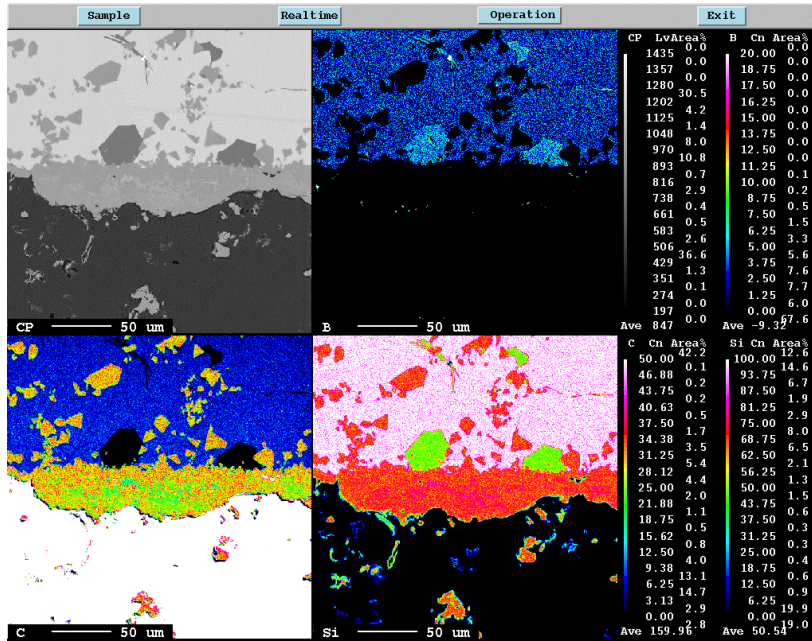 Sample Realtime Operation Exit
CP Lv Area% B Cn Area%
0.0 0.0
1435 0.0 20.00 0.0
1357 0.0 18.75 0.0
1280 30.5 17.50 0.0
1202 4.2 16.25 0.0
1125 1.4 15.00 0.0
1048 8.0 13.75 0.0
970 10.8 12.50 0.0
893 0.7 11.25 0.1
816 2.9 10.00 0.2
738 0.4 8.75 0.5
661 0.5 7.50 1.5
583 2.6 6.25 3.3
506 36.6 5.00 5.6
429 1.3 3.75 7.6
351 0.1 2.50 7.7
274 0.0 1.25 6.0
197 0.0 0.00 67.6
Ave 847 Ave -9.32
CP 50 um B 50 um
C Cn Area% Si Cn Area%
42.2 12.6
50.00 0.1 100.00 14.6
46.88 0.2 93.75 6.7
43.75 0.2 87.50 1.9
40.63 0.5 81.25 2.9
37.50 1.7 75.00 8.0
34.38 3.5 68.75 6.5
31.25 5.4 62.50 2.1
28.12 4.4 56.25 1.3
25.00 2.0 50.00 1.5
21.88 1.1 43.75 0.6
18.75 0.5 37.50 0.3
15.62 0.8 31.25 0.3
12.50 4.0 25.00 0.4
9.38 13.1 18.75 0.6
6.25 14.7 12.50 0.9
3.13 2.9 6.25 19.9
0.00 2.8 0.00 19.0
Ave 159.96 Ave 50.54
C 50 um Si 50 um